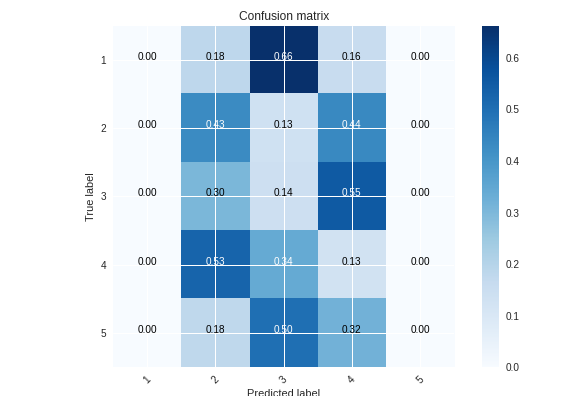 Confusion matrix
1 0.00 0.18 0.66 0.16 0.00
2 0.00 0.43 0.13 0.44 0.00
3 0.00 0.30 0.14 0.55 0.00
4 0.00 0.53 0.34 0.13 0.00
5 0.00 0.18 0.50 0.32 0.00
True label
1 2 3 4 5
Predicted label
0.6
0.5
0.4
0.3
0.2
0.1
0.0